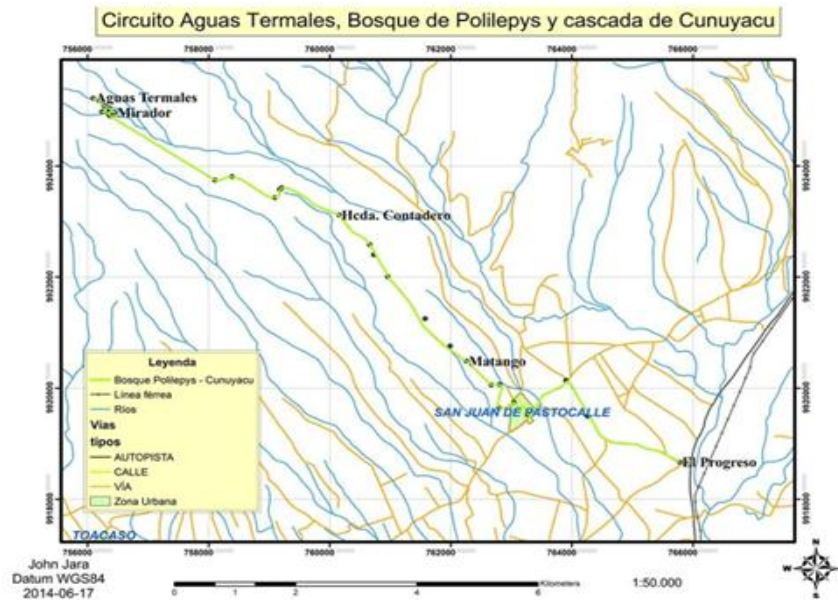 Circuito Aguas Termales, Bosque de Polilepys y cascada de Cunuyacu
756000 758000 760000 762000 764000 766000
Aguas Termales
Mirador
9924000 9924000
Hcda. Contadero
9922000 9922000
Matango
9920000 9920000
SAN JUAN DE PASTOCALLE
El Progreso
9918000 9918000
TOACASO
Leyenda
Bosque Polilepys - Cunuyacu
Línea férrea
Ríos
Vias
tipos
AUTOPISTA
CALLE
VÍA
Zona Urbana
756000 758000 760000 762000 764000 766000
John Jara
Datum WGS84
2014-06-17
0 1 2 4 6
Kilometers
1:50.000
N
W E
S